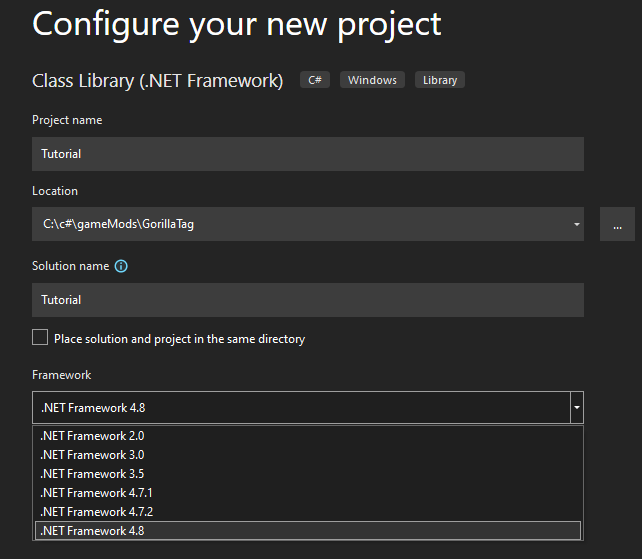 Configure your new project
Class Library (.NET Framework) C# Windows Library
Project name
Tutorial
Location
C:\c#\gameMods\GorillaTag ...
Solution name
Tutorial
Place solution and project in the same directory
Framework
.NET Framework 4.8
.NET Framework 2.0
.NET Framework 3.0
.NET Framework 3.5
.NET Framework 4.7.1
.NET Framework 4.7.2
.NET Framework 4.8